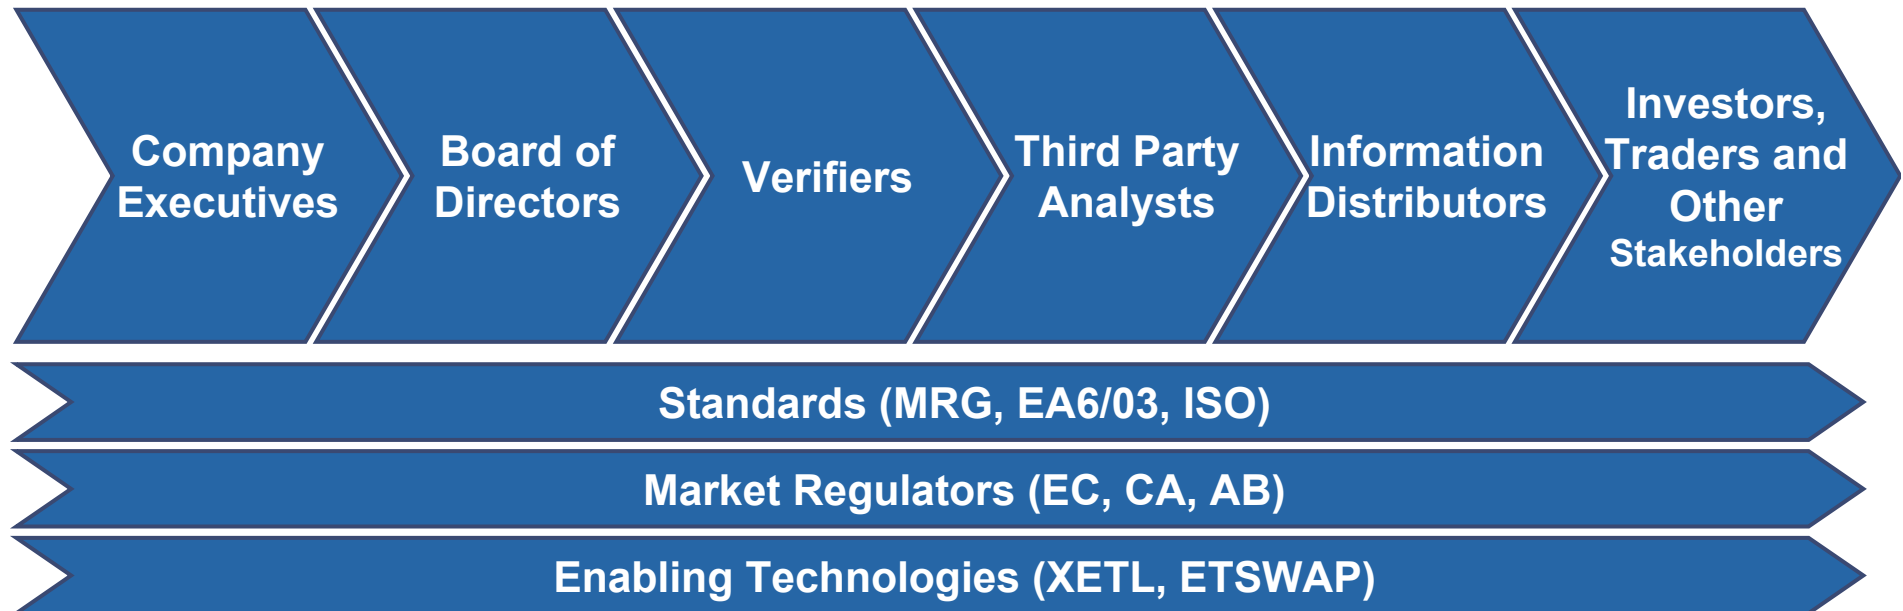 Company
Executives
Board of
Directors
Verifiers
Third Party
Analysts
Information
Distributors
Investors,
Traders and
Other
Stakeholders
Standards (MRG, EA6/03, ISO)
Market Regulators (EC, CA, AB)
Enabling Technologies (XETL, ETSWAP)